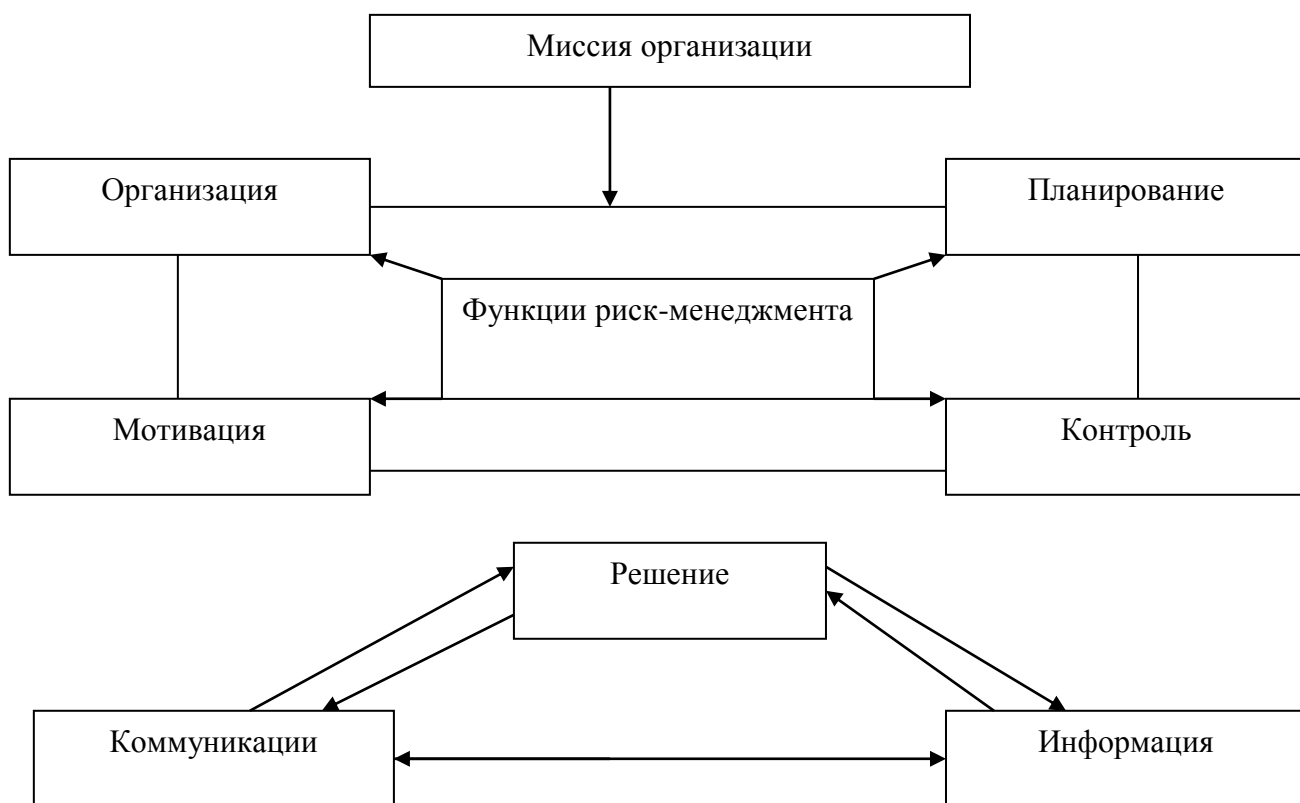 Миссия организации
Организация
Планирование
Функции риск-менеджмента
Мотивация
Контроль
Решение
Коммуникации
Информация